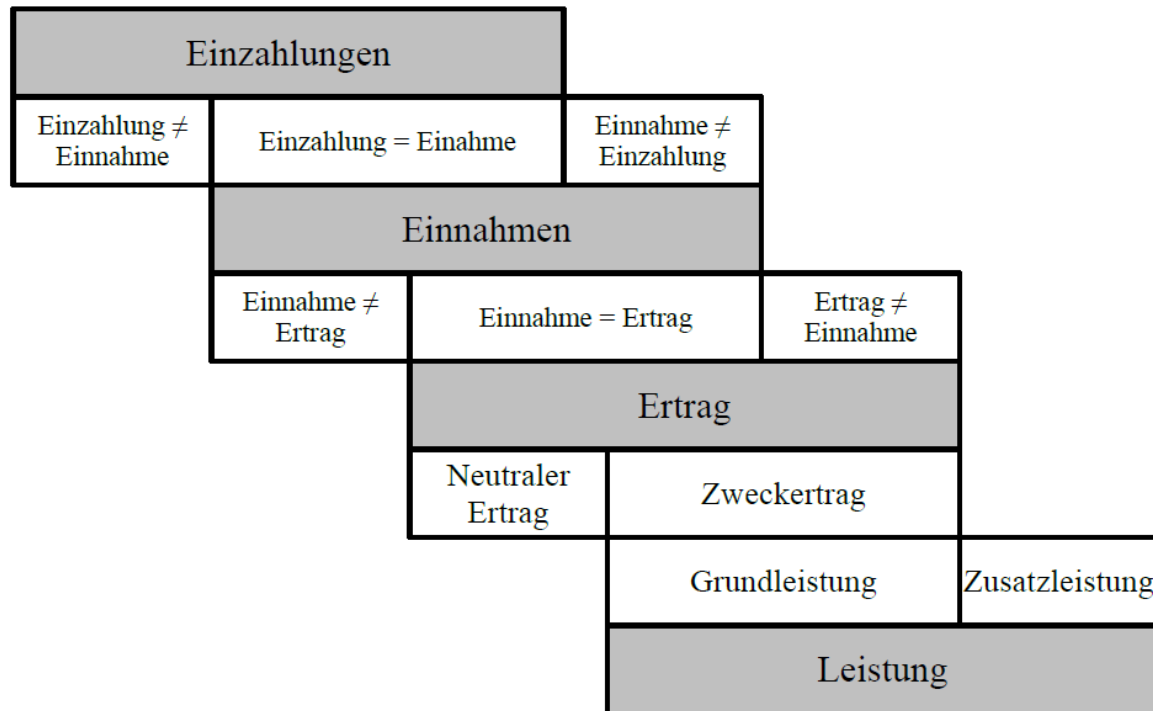 Einzahlungen
Einzahlung ≠
Einnahme
Einzahlung = Einahme
Einnahme ≠
Einzahlung
Einnahmen
Einnahme ≠
Ertrag
Einnahme = Ertrag
Ertrag ≠
Einnahme
Ertrag
Neutraler
Ertrag
Zweckertrag
Grundleistung
Zusatzleistung
Leistung